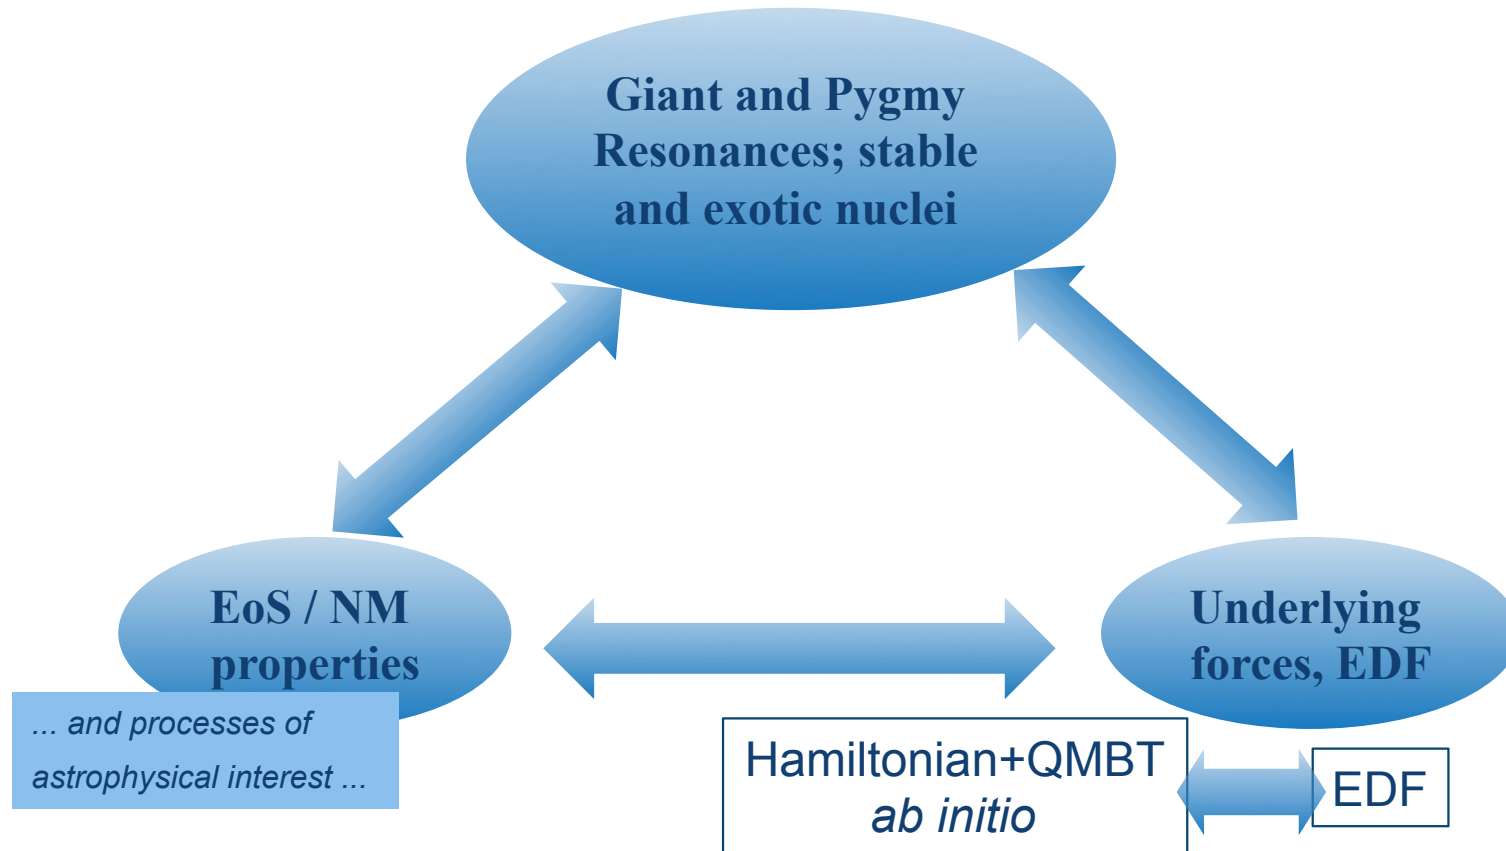 Giant and Pygmy
Resonances; stable
and exotic nuclei
EoS / NM
properties
... and processes of
astrophysical interest ...
Underlying
forces, EDF
Hamiltonian+QMBT
ab initio
EDF